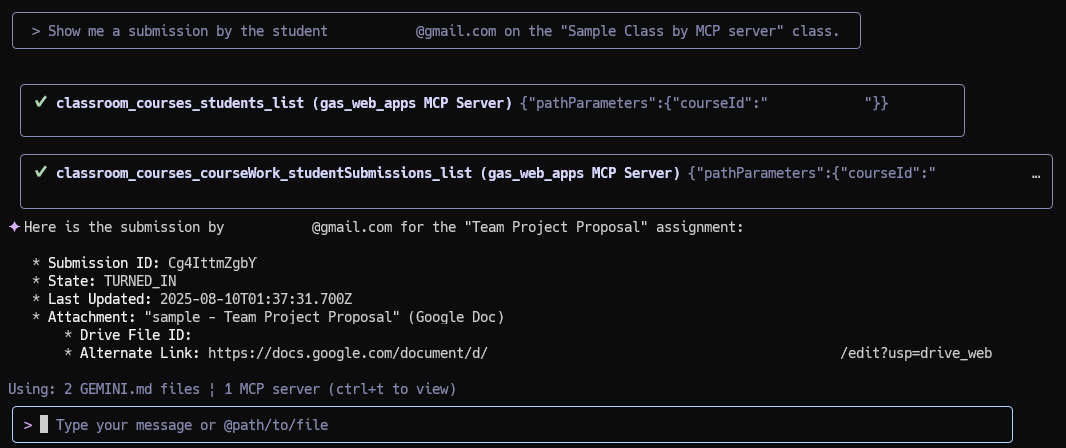 > Show me a submission by the student @gmail.com on the "Sample Class by MCP server" class.
✓ classroom_courses_students_list (gas_web_apps MCP Server) {"pathParameters":{"courseId":" "}}
✓ classroom_courses_courseWork_studentSubmissions_list (gas_web_apps MCP Server) {"pathParameters":{"courseId":" …
✦ Here is the submission by @gmail.com for the "Team Project Proposal" assignment:
* Submission ID: Cg4IttmZgbY
* State: TURNED_IN
* Last Updated: 2025-08-10T01:37:31.700Z
* Attachment: "sample - Team Project Proposal" (Google Doc)
* Drive File ID:
* Alternate Link: https://docs.google.com/document/d/ /edit?usp=drive_web
Using: 2 GEMINI.md files ¦ 1 MCP server (ctrl+t to view)
> Type your message or @path/to/file